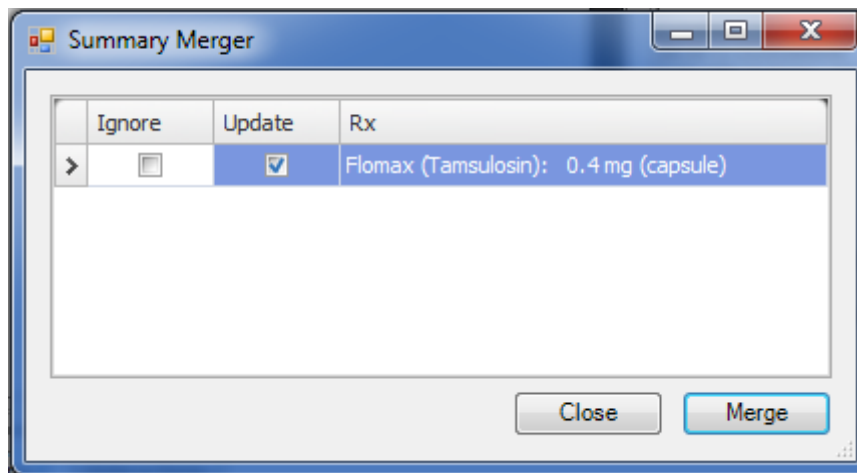 Summary Merger
Ignore Update Rx
Flomax (Tamsulosin): 0.4 mg (capsule)
Close Merge